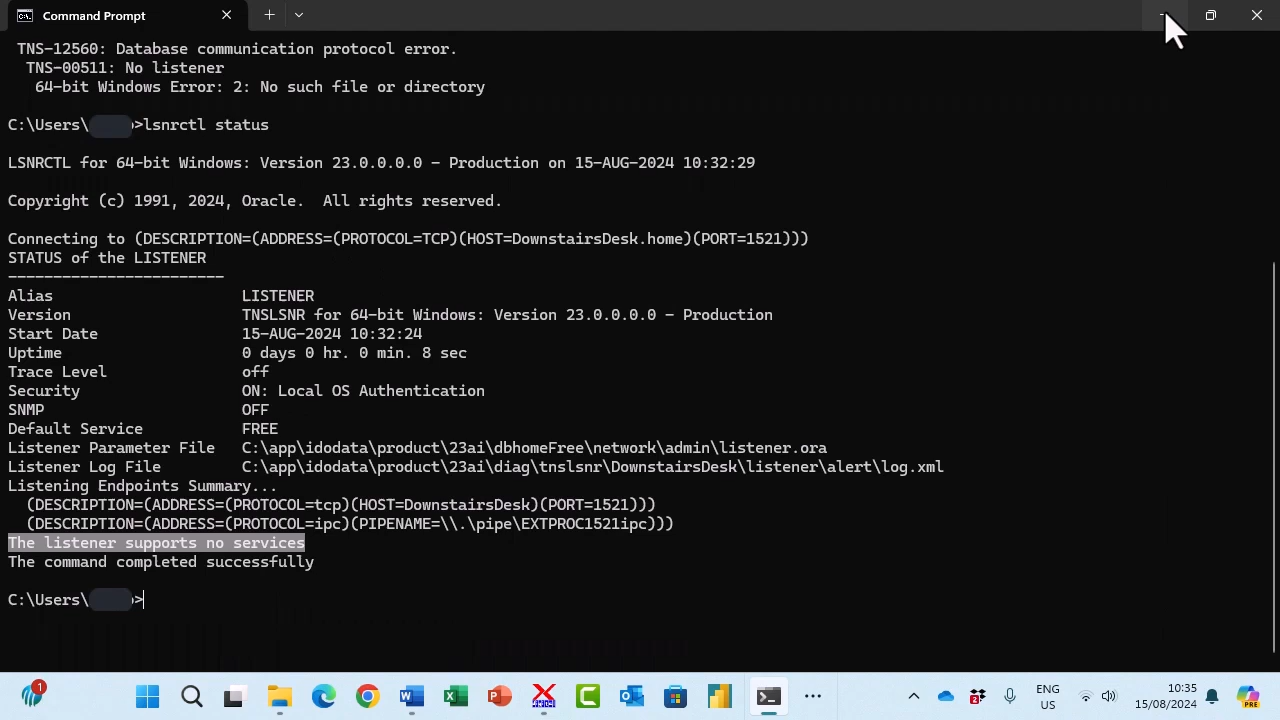 Command Prompt
TNS-12560: Database communication protocol error.
TNS-00511: No listener
64-bit Windows Error: 2: No such file or directory
C:\Users\ >lsnrctl status
LSNRCTL for 64-bit Windows: Version 23.0.0.0.0 - Production on 15-AUG-2024 10:32:29
Copyright (c) 1991, 2024, Oracle.  All rights reserved.
Connecting to (DESCRIPTION=(ADDRESS=(PROTOCOL=TCP)(HOST=DownstairsDesk.home)(PORT=1521)))
STATUS of the LISTENER
------------------------
Alias LISTENER
Version TNSLSNR for 64-bit Windows: Version 23.0.0.0.0 - Production
Start Date 15-AUG-2024 10:32:24
Uptime 0 days 0 hr. 0 min. 8 sec
Trace Level off
Security ON: Local OS Authentication
SNMP OFF
Default Service FREE
Listener Parameter File C:\app\idodata\product\23ai\dbhomeFree\network\admin\listener.ora
Listener Log File C:\app\idodata\product\23ai\diag\tnslsnr\DownstairsDesk\listener\alert\log.xml
Listening Endpoints Summary...
(DESCRIPTION=(ADDRESS=(PROTOCOL=tcp)(HOST=DownstairsDesk)(PORT=1521)))
(DESCRIPTION=(ADDRESS=(PROTOCOL=ipc)(PIPENAME=\\.\pipe\EXTPROC1521ipc)))
The listener supports no services
The command completed successfully
C:\Users\ >
1
ENG
US
10:35
15/08/2024
2
PRE